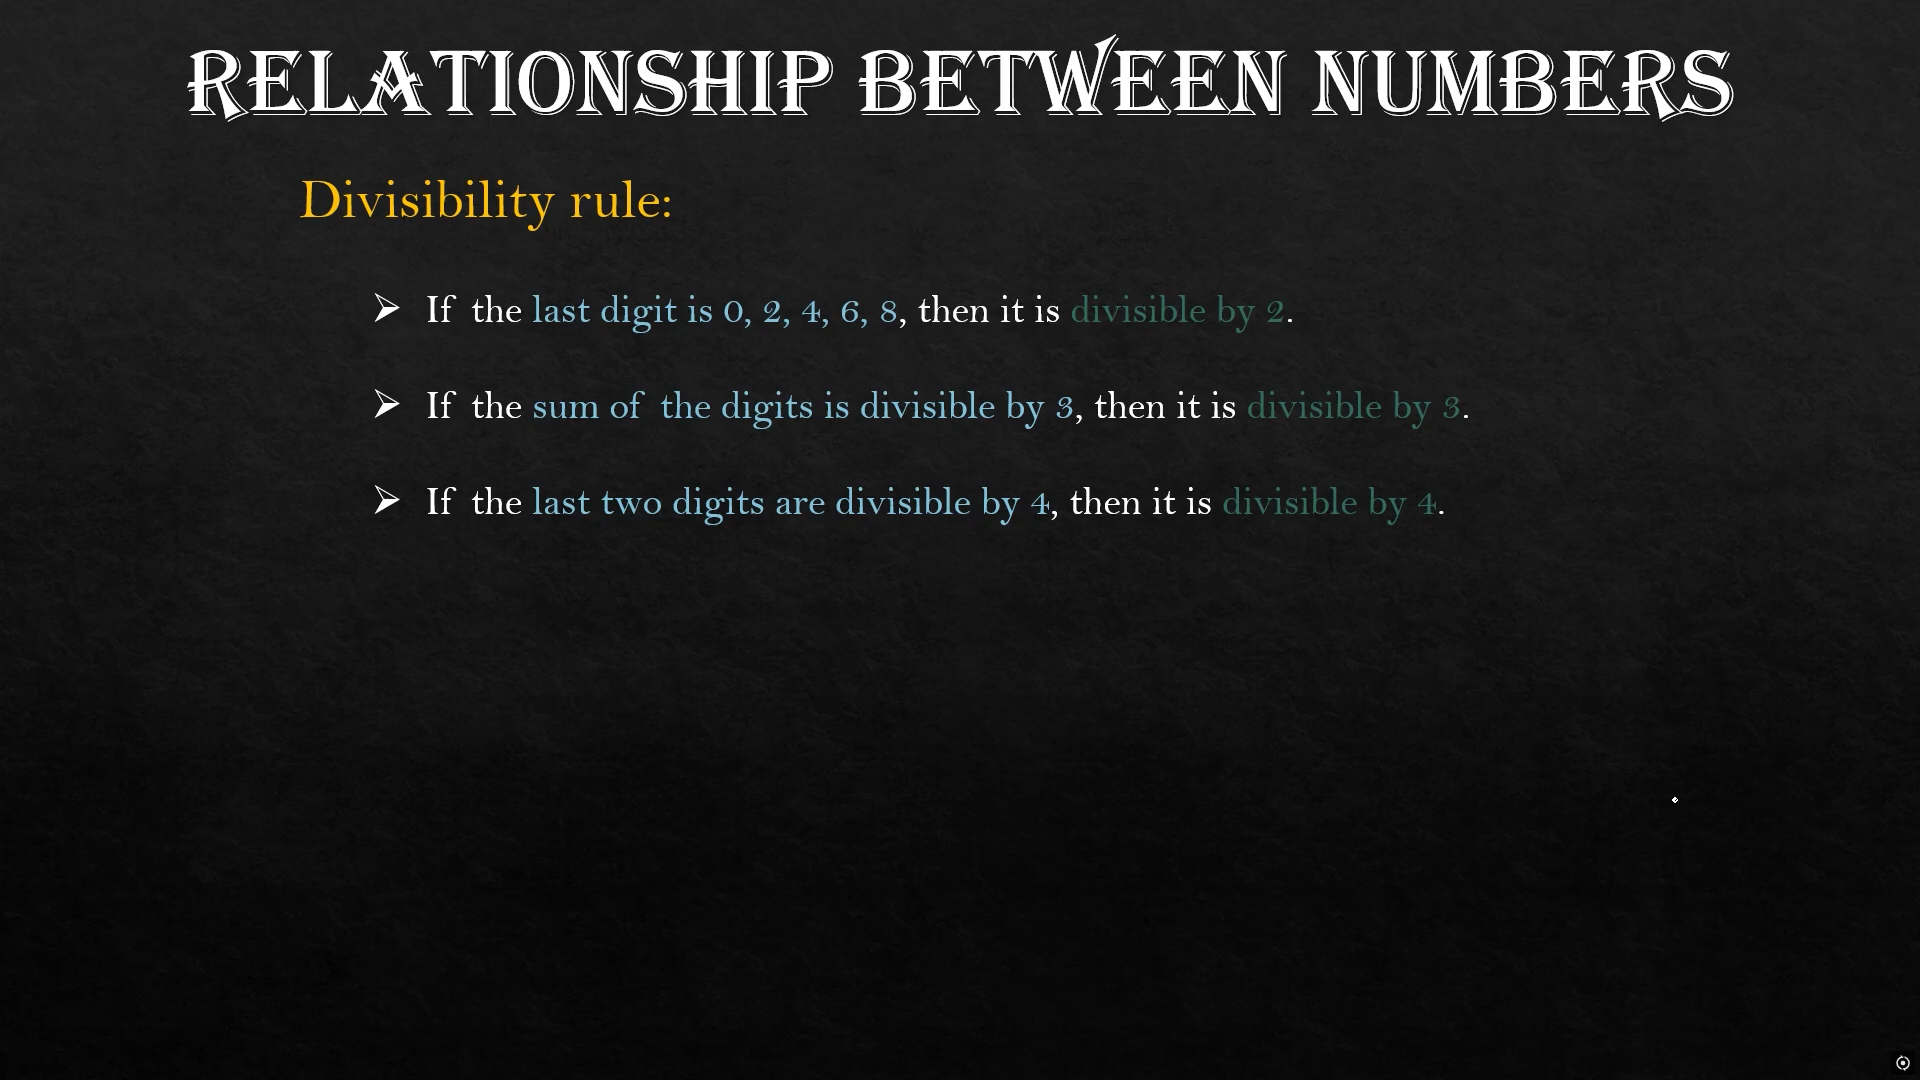 RELATIONSHIP BETWEEN NUMBERS
Divisibility rule:
➢ If the last digit is 0, 2, 4, 6, 8, then it is divisible by 2.
➢ If the sum of the digits is divisible by 3, then it is divisible by 3.
➢ If the last two digits are divisible by 4, then it is divisible by 4.